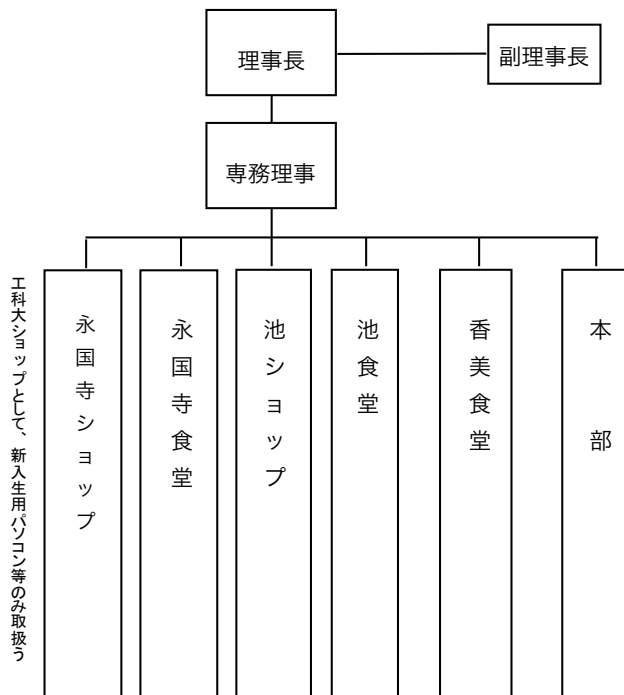 理事長
副理事長
専務理事
工科大ショップとして、新入生用パソコン等のみ取扱う
永国寺ショップ
永国寺食堂
池ショップ
池食堂
香美食堂
本部